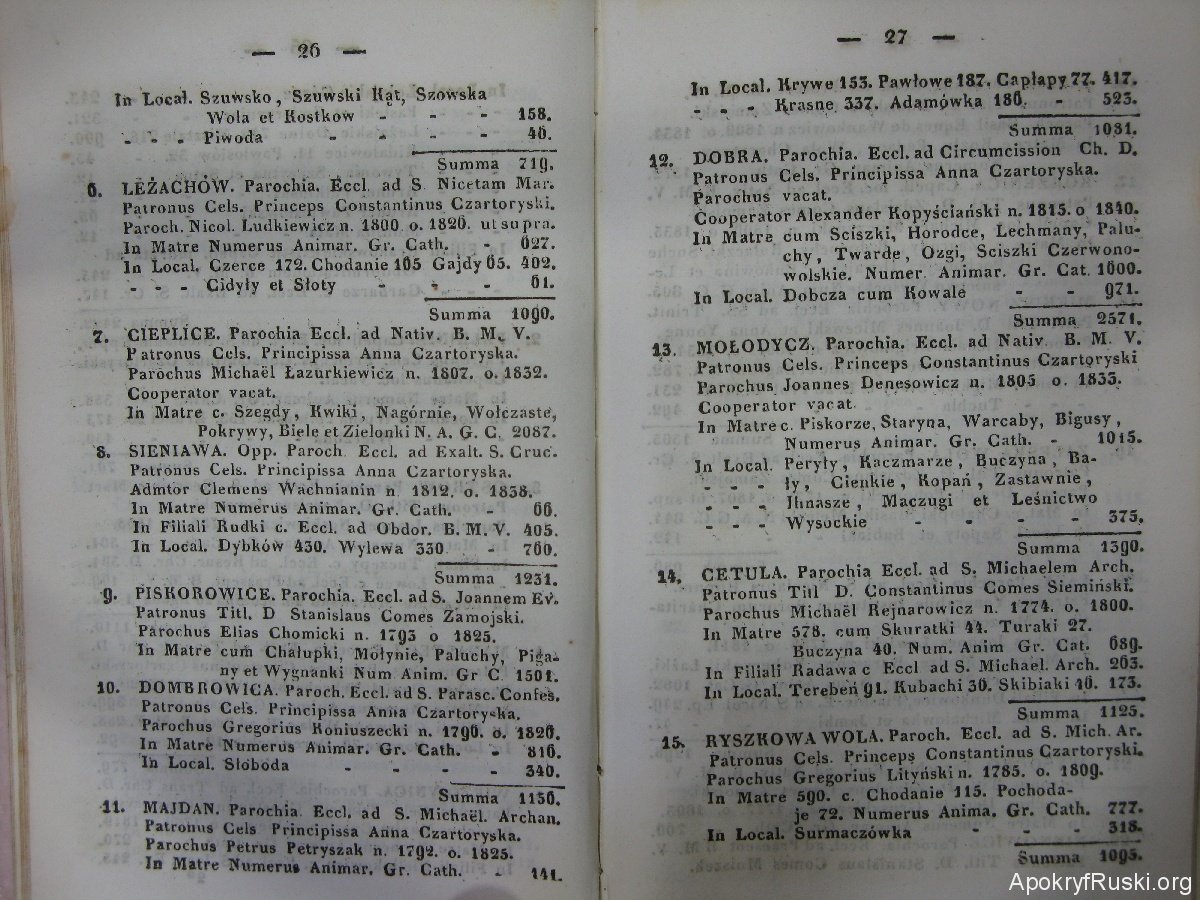 — 26 —
In Local. Szuwsko, Szuwski Kąt, Szowska
Wola et Kostkow - - - 158.
- - - Piwoda - - - - 40.
Summa 719.
6. LEŻACHÓW. Parochia. Eccl. ad S. Nicetam Mar.
Patronus Cels. Princeps Constantinus Czartoryski.
Paroch. Nicol. Ludkiewicz n. 1800. o. 1826. ut supra.
In Matre Numerus Animar. Gr. Cath. - 627.
In Local. Czerce 172. Chodanie 165 Gajdy 65. 402.
- - - Cidyły et Słoty - - - 61.
Summa 1090.
7. CIEPLICE. Parochia Eccl. ad Nativ. B. M. V.
Patronus Cels. Principissa Anna Czartoryska.
Parochus Michaël Łazurkiewicz n. 1807. o. 1832.
Cooperator vacat.
In Matre c. Szegdy, Kwiki, Nagórnie, Wołczaste,
Pokrywy, Biele et Zielonki N. A. G. C. 2087.
8. SIENIAWA. Opp. Paroch. Eccl. ad Exalt. S. Cruc.
Patronus Cels. Principissa Anna Czartoryska.
Admtor Clemens Wachnianin n. 1812. o. 1838.
In Matre Numerus Animar. Gr. Cath. - 66.
In Filiali Rudki c. Eccl. ad Obdor. B. M. V. 405.
In Local. Dybków 430. Wylewa 330 - 760.
Summa 1231.
9. PISKOROWICE. Parochia. Eccl. ad S. Joannem Ev.
Patronus Titl. D Stanislaus Comes Zamojski.
Parochus Elias Chomicki n. 1793 o 1825.
In Matre cum Chałupki, Mołynie, Paluchy, Piga-
ny et Wygnanki Num Anim. Gr C. 1501.
10. DOMBROWICA. Paroch. Eccl. ad S. Parasc. Confes.
Patronus Cels. Principissa Anna Czartoryska.
Parochus Gregorius Koniuszecki n. 1796. o. 1826.
In Matre Numerus Animar. Gr. Cath. - 816.
In Local. Słoboda - - - - 340.
Summa 1156.
11. MAJDAN. Parochia. Eccl. ad S. Michaël. Archan.
Patronus Cels Principissa Anna Czartoryska.
Parochus Petrus Petryszak n. 1792. o. 1825.
In Matre Numerus Animar. Gr. Cath. - 141.
— 27 —
In Local. Krywe 153. Pawłowe 187. Capłapy 77. 417.
- - - Krasne 337. Adamówka 186. - 523.
Summa 1081.
12. DOBRA. Parochia. Eccl. ad Circumcission Ch. D.
Patronus Cels. Principissa Anna Czartoryska.
Parochus vacat.
Cooperator Alexander Kopyściański n. 1815. o 1840.
In Matre cum Sciszki, Horodce, Lechmany, Palu-
chy, Twarde, Ozgi, Sciszki Czerwono-
wolskie. Numer. Animar. Gr. Cat. 1600.
In Local. Dobcza cum Kowale - - 971.
Summa 2571.
13. MOŁODYCZ. Parochia. Eccl. ad Nativ. B. M. V.
Patronus Cels. Princeps Constantinus Czartoryski
Parochus Joannes Denesowicz n. 1805 o. 1833.
Cooperator vacat.
In Matre c. Piskorze, Staryna, Warcaby, Bigusy,
Numerus Animar. Gr. Cath. - 1015.
In Local. Peryły, Kaczmarze, Buczyna, Ba-
- - - ły, Cienkie, Kopań, Zastawnie,
- - - Ihnasze, Maczugi et Leśnictwo
- - - Wysockie - - - - 375.
Summa 1390.
14. CETULA. Parochia Eccl. ad S. Michaelem Arch.
Patronus Titl D. Constantinus Comes Siemiński.
Parochus Michaël Rejnarowicz n. 1774. o. 1800.
In Matre 578. cum Skuratki 44. Turaki 27.
Buczyna 40. Num. Anim Gr. Cat. 689.
In Filiali Radawa c Eccl ad S. Michael. Arch. 263.
In Local. Terebeń 91. Kubachi 36. Skibiaki 46. 173.
Summa 1125.
15. RYSZKOWA WOLA. Paroch. Eccl. ad S. Mich. Ar.
Patronus Cels. Princeps Constantinus Czartoryski.
Parochus Gregorius Lityński n. 1785. o. 1809.
In Matre 590. c. Chodanie 115. Pochoda-
je 72. Numerus Anima. Gr. Cath. 777.
In Local. Surmaczówka - - - 318.
Summa 1095.
ApokryfRuski.org